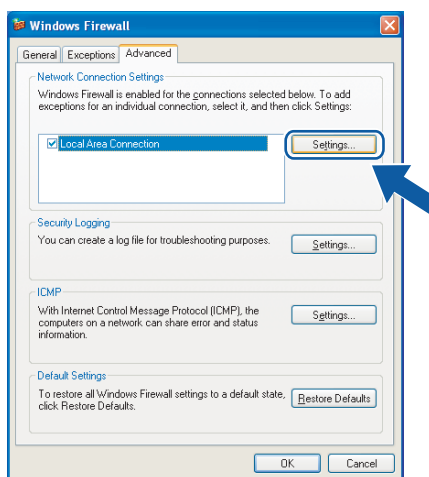 Windows Firewall
General Exceptions Advanced
Network Connection Settings
Windows Firewall is enabled for the connections selected below. To add
exceptions for an individual connection, select it, and then click Settings:
Local Area Connection
Settings...
Security Logging
You can create a log file for troubleshooting purposes.
Settings...
ICMP
With Internet Control Message Protocol (ICMP), the
computers on a network can share error and status
information.
Settings...
Default Settings
To restore all Windows Firewall settings to a default state,
click Restore Defaults.
Restore Defaults
OK Cancel